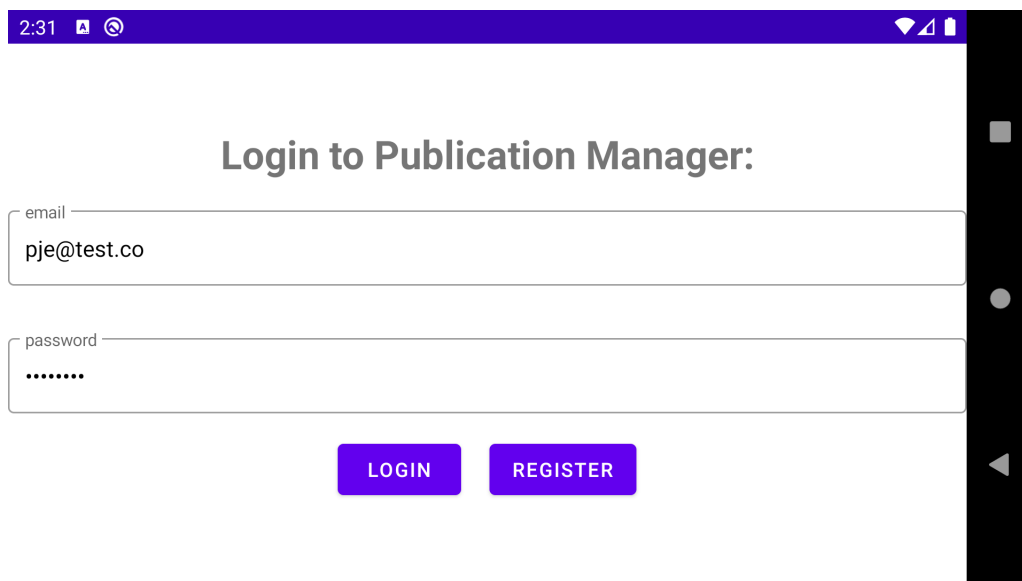 2:31
Login to Publication Manager:
email
pje@test.co
password
••••••••
LOGIN REGISTER